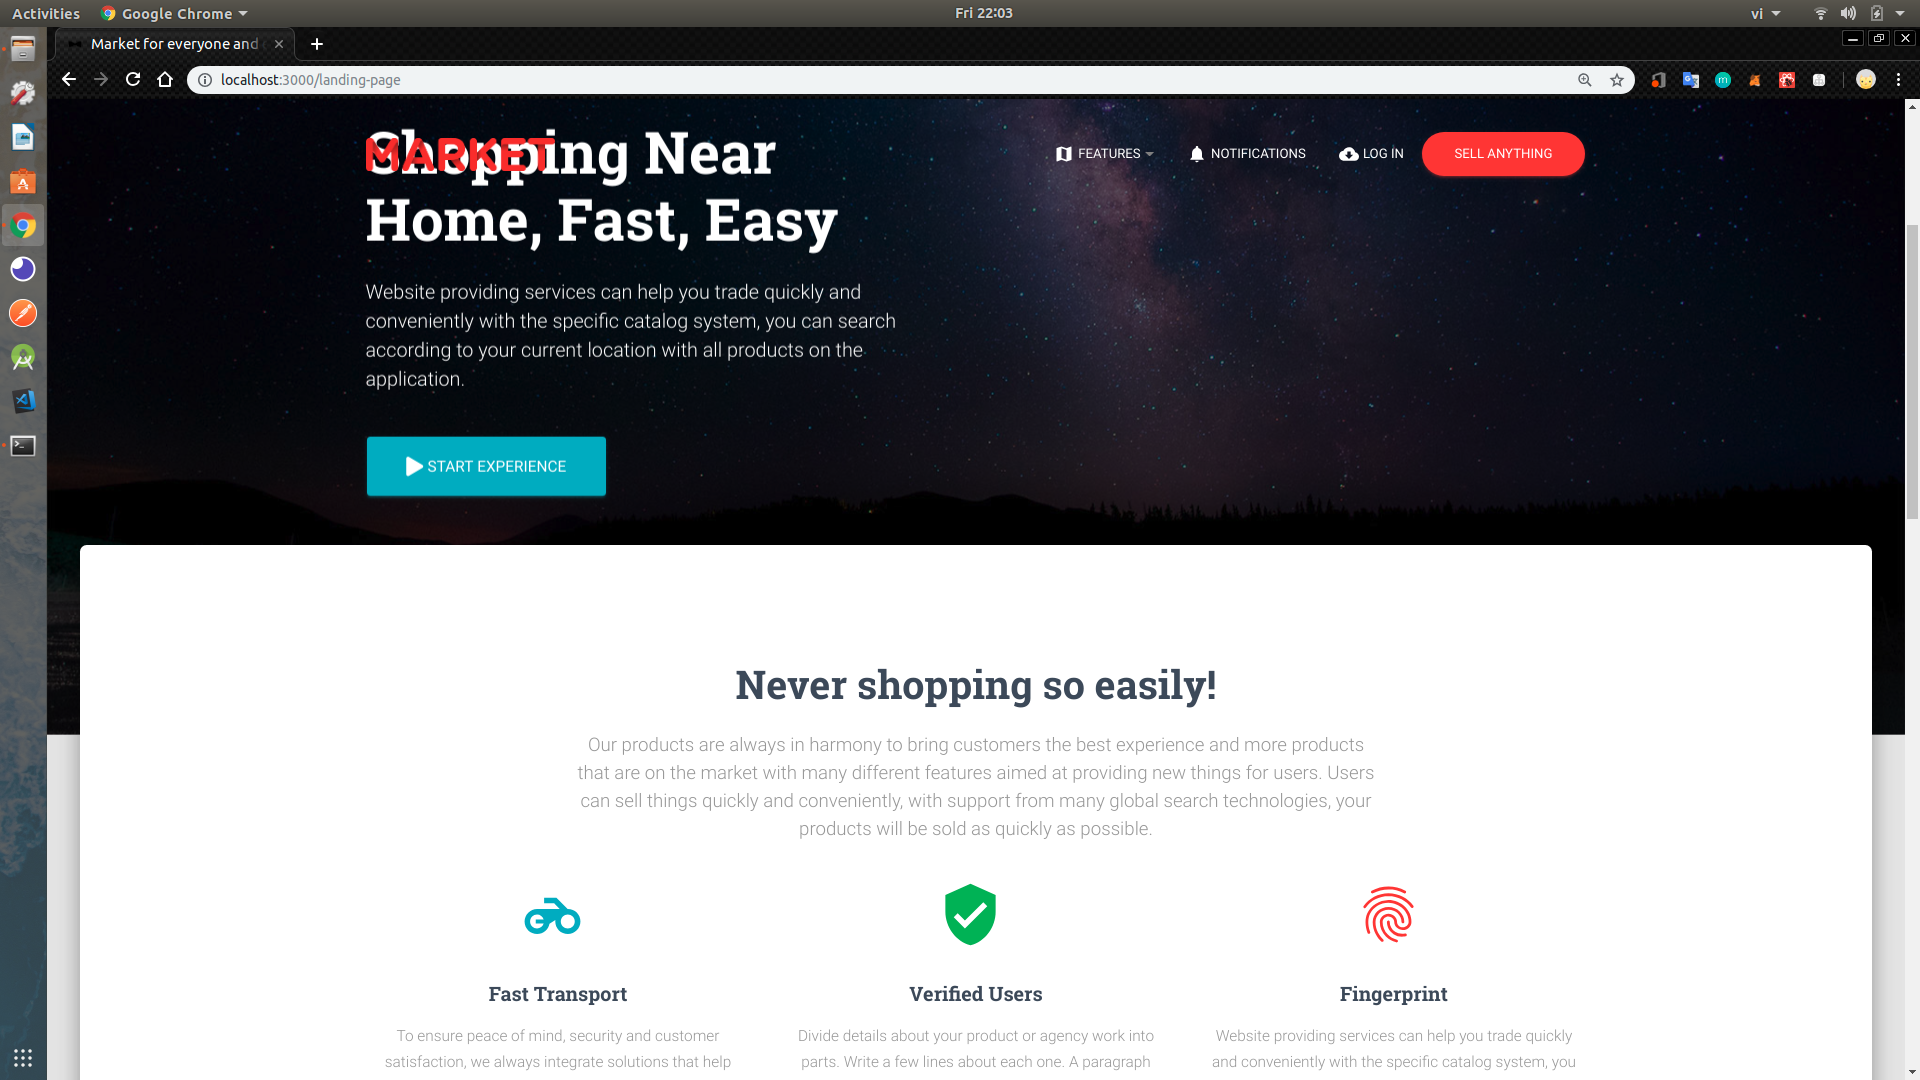 Activities
Google Chrome
Fri 22:03
vi
Market for everyone and
localhost:3000/landing-page
MARKET
FEATURES
NOTIFICATIONS
LOG IN
SELL ANYTHING
Shopping Near
Home, Fast, Easy
Website providing services can help you trade quickly and
conveniently with the specific catalog system, you can search
according to your current location with all products on the
application.
START EXPERIENCE
Never shopping so easily!
Our products are always in harmony to bring customers the best experience and more products
that are on the market with many different features aimed at providing new things for users. Users
can sell things quickly and conveniently, with support from many global search technologies, your
products will be sold as quickly as possible.
Fast Transport
To ensure peace of mind, security and customer
satisfaction, we always integrate solutions that help
Verified Users
Divide details about your product or agency work into
parts. Write a few lines about each one. A paragraph
Fingerprint
Website providing services can help you trade quickly
and conveniently with the specific catalog system, you